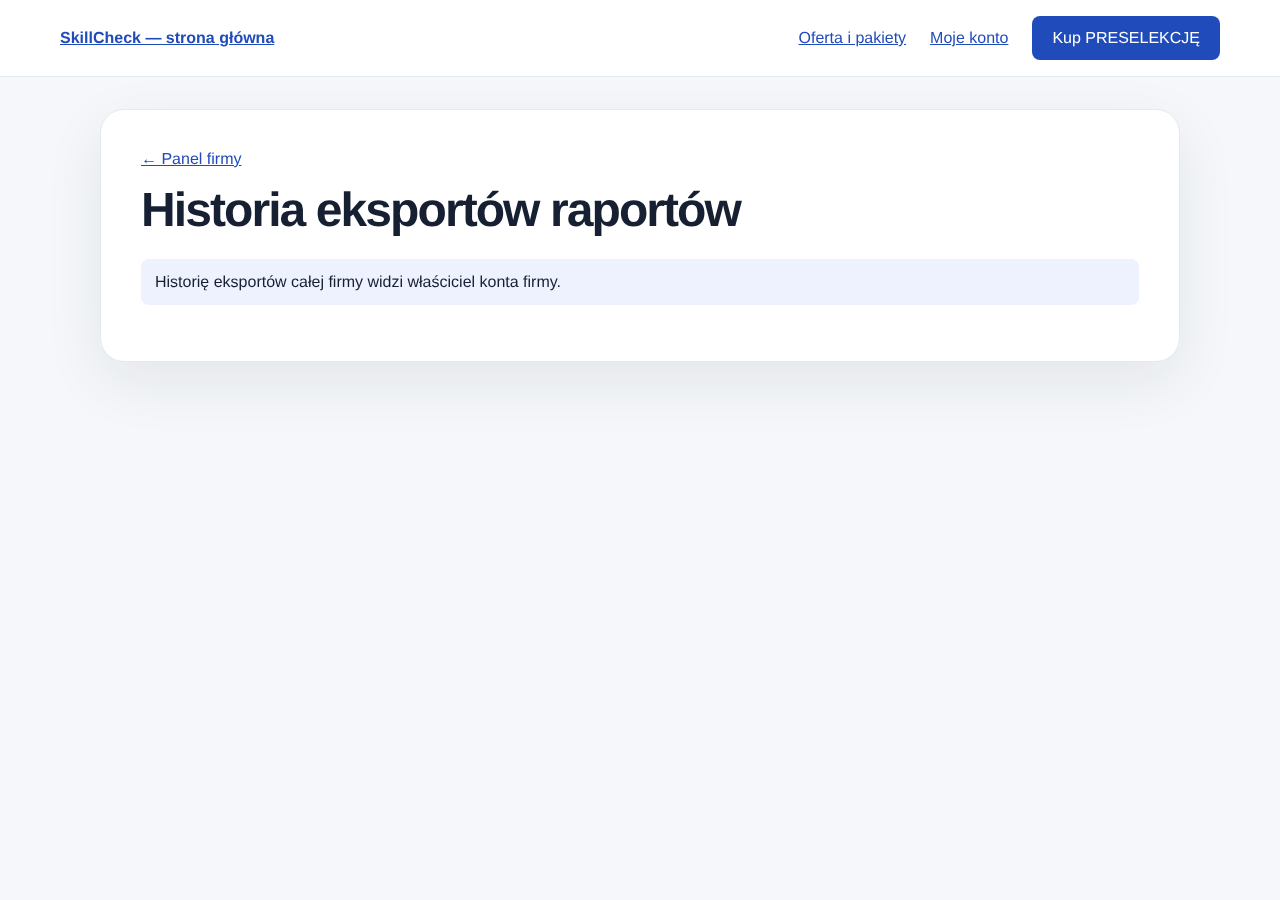 SkillCheck — strona główna
Oferta i pakiety
Moje konto
Kup PRESELEKCJĘ
← Panel firmy
Historia eksportów raportów
Historię eksportów całej firmy widzi właściciel konta firmy.